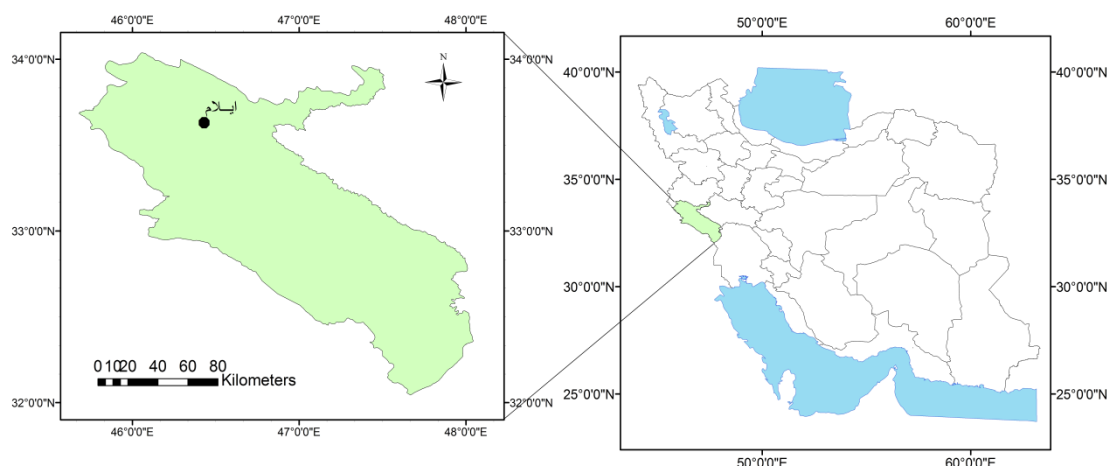 46°0'0"E 47°0'0"E 48°0'0"E
34°0'0"N 34°0'0"N
N
ایلام
33°0'0"N 33°0'0"N
0 10 20 40 60 80
Kilometers
32°0'0"N 32°0'0"N
46°0'0"E 47°0'0"E 48°0'0"E
50°0'0"E 60°0'0"E
40°0'0"N 40°0'0"N
35°0'0"N 35°0'0"N
30°0'0"N 30°0'0"N
25°0'0"N 25°0'0"N
50°0'0"E 60°0'0"E